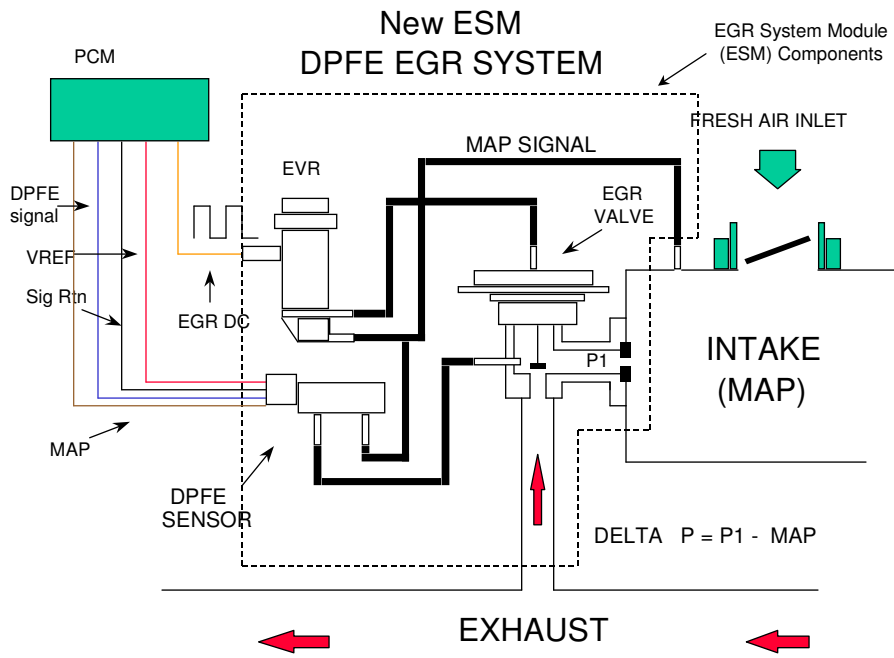 New ESM
DPFE EGR SYSTEM
EGR System Module
(ESM) Components
PCM
FRESH AIR INLET
MAP SIGNAL
EVR
EGR
VALVE
DPFE
signal
VREF
Sig Rtn
EGR DC
P1
INTAKE
(MAP)
MAP
DPFE
SENSOR
DELTA P = P1 - MAP
EXHAUST